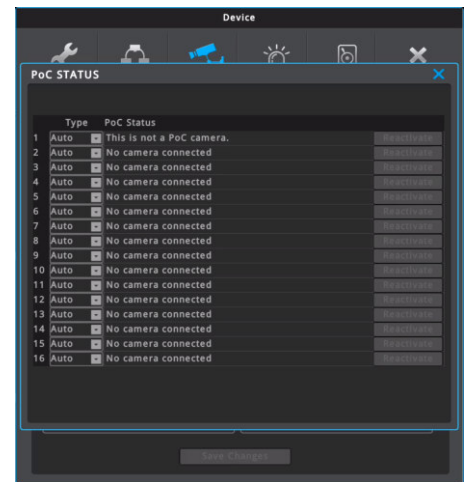 Device
PoC STATUS
Type PoC Status
1 Auto This is not a PoC camera. Reactivate
2 Auto No camera connected Reactivate
3 Auto No camera connected Reactivate
4 Auto No camera connected Reactivate
5 Auto No camera connected Reactivate
6 Auto No camera connected Reactivate
7 Auto No camera connected Reactivate
8 Auto No camera connected Reactivate
9 Auto No camera connected Reactivate
10 Auto No camera connected Reactivate
11 Auto No camera connected Reactivate
12 Auto No camera connected Reactivate
13 Auto No camera connected Reactivate
14 Auto No camera connected Reactivate
15 Auto No camera connected Reactivate
16 Auto No camera connected Reactivate
Save Changes